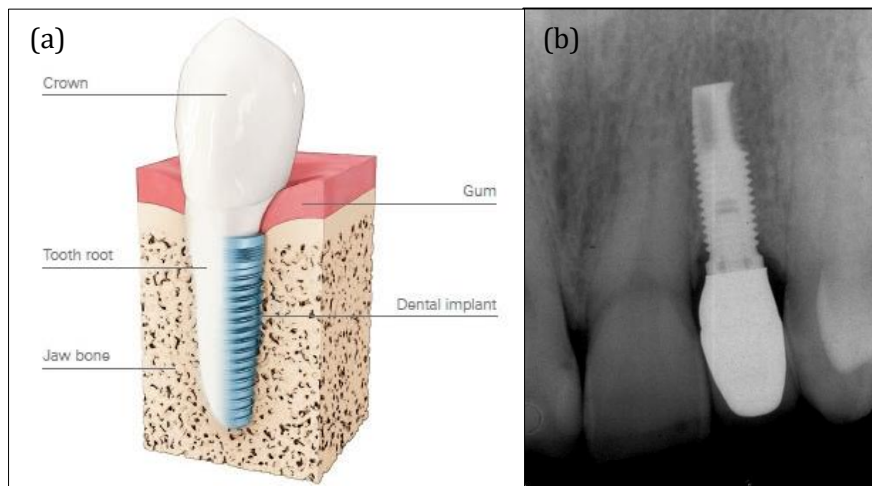 (a)
Crown
Gum
Tooth root
Dental implant
Jaw bone
(b)